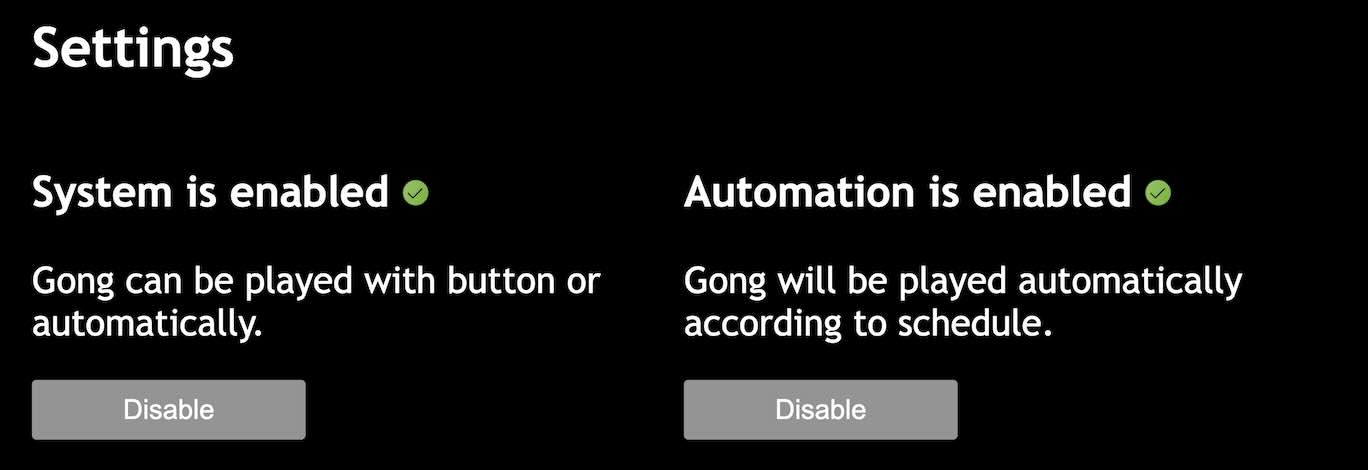 Settings
System is enabled
Gong can be played with button or
automatically.
Disable
Automation is enabled
Gong will be played automatically
according to schedule.
Disable